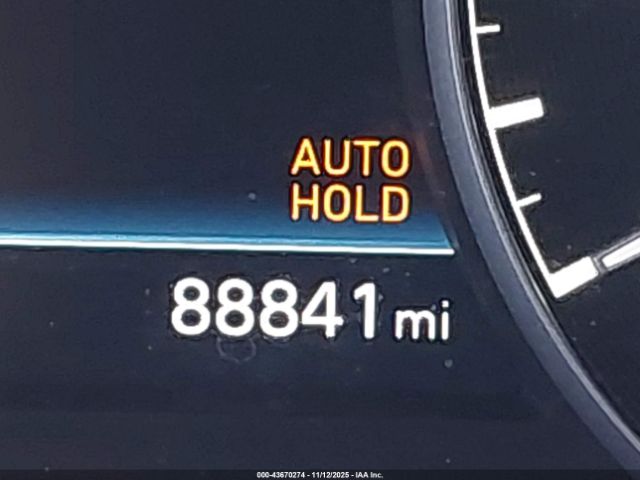 AUTO
HOLD
88841 mi
000-43670274 - 11/12/2025 - IAA Inc.